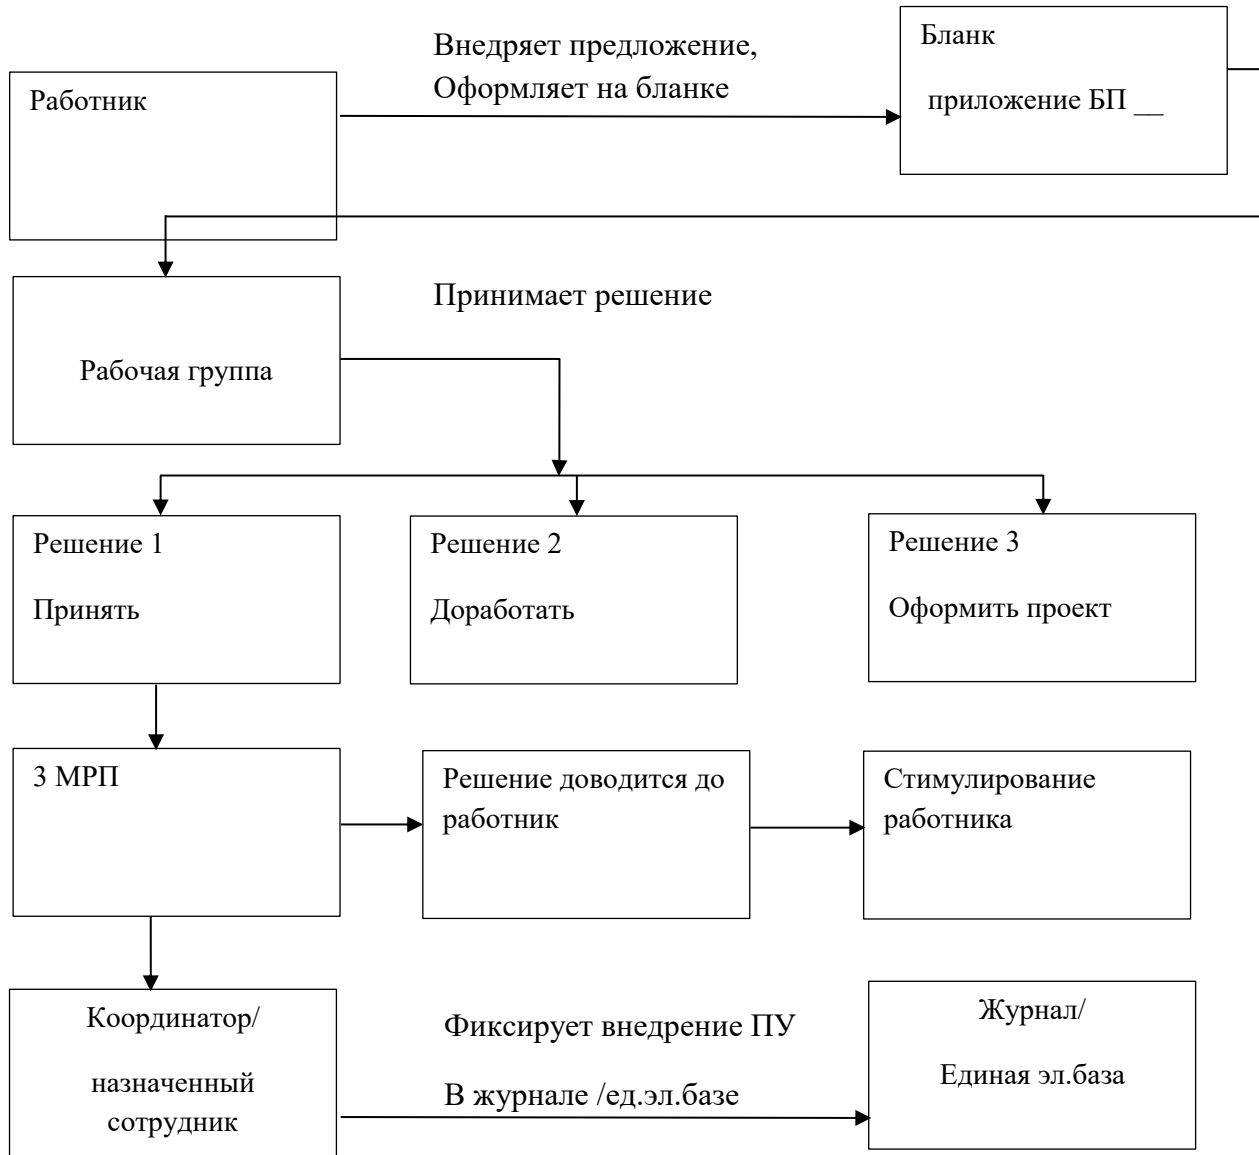 Внедряет предложение,
Оформляет на бланке
Бланк
приложение БП __
Работник
Принимает решение
Рабочая группа
Решение 1
Принять
Решение 2
Доработать
Решение 3
Оформить проект
3 МРП
Решение доводится до
работник
Стимулирование
работника
Координатор/
назначенный
сотрудник
Фиксирует внедрение ПУ
В журнале /ед.эл.базе
Журнал/
Единая эл.база